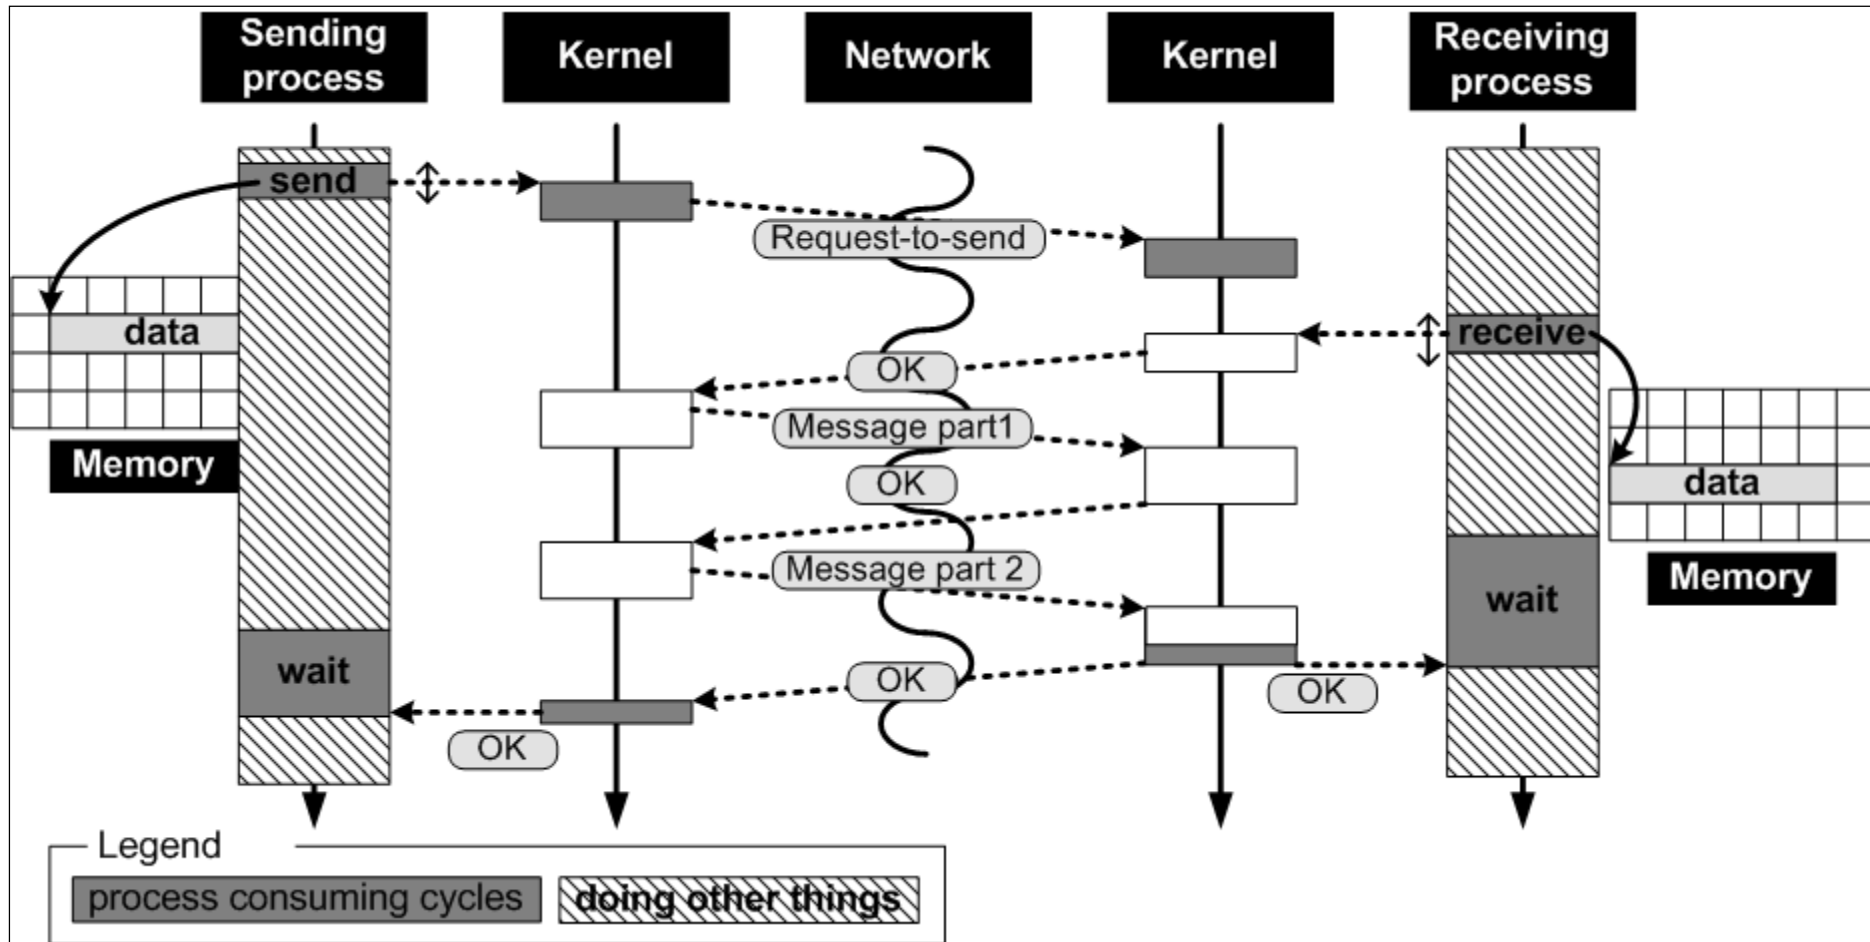 Sending
process
Kernel
Network
Kernel
Receiving
process
send
Request-to-send
data
receive
OK
Message part1
Memory
OK
data
Message part 2
Memory
wait
wait
OK
OK
OK
Legend
process consuming cycles
doing other things